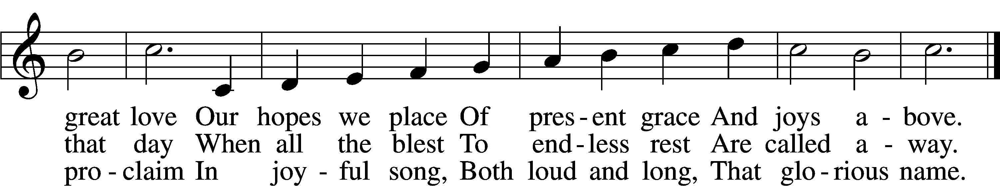 great love Our hopes we place Of pres - ent grace And joys a - bove.
that day When all the blest To end - less rest Are called a - way.
pro - claim In joy - ful song, Both loud and long, That glo - rious name.